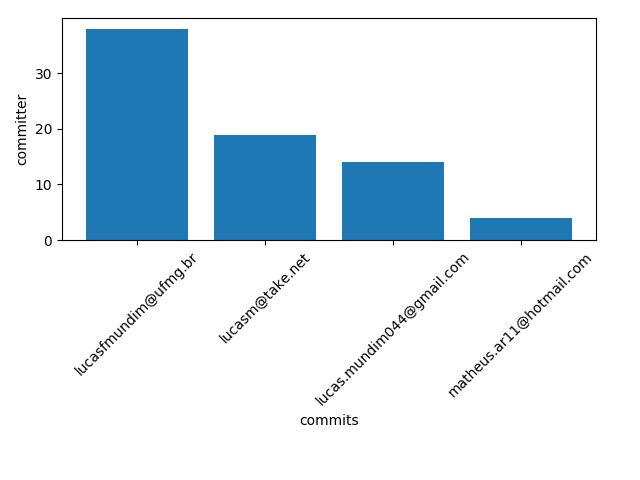 committer
30
20
10
0
lucasfmundim@ufmg.br
lucasm@take.net
lucas.mundim044@gmail.com
matheus.ar11@hotmail.com
commits